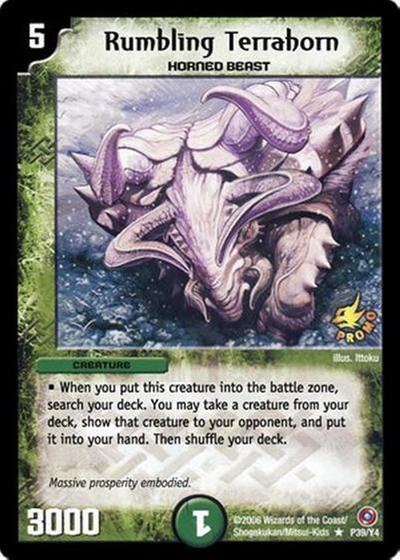 5
Rumbling Terrahorn
HORNED BEAST
PROMO
illus. Ittoku
CREATURE
▪ When you put this creature into the battle zone,
search your deck. You may take a creature from your
deck, show that creature to your opponent, and put
it into your hand. Then shuffle your deck.
Massive prosperity embodied.
3000
1
©2006 Wizards of the Coast/
Shogakukan/Mitsui-Kids ★ P39/Y4